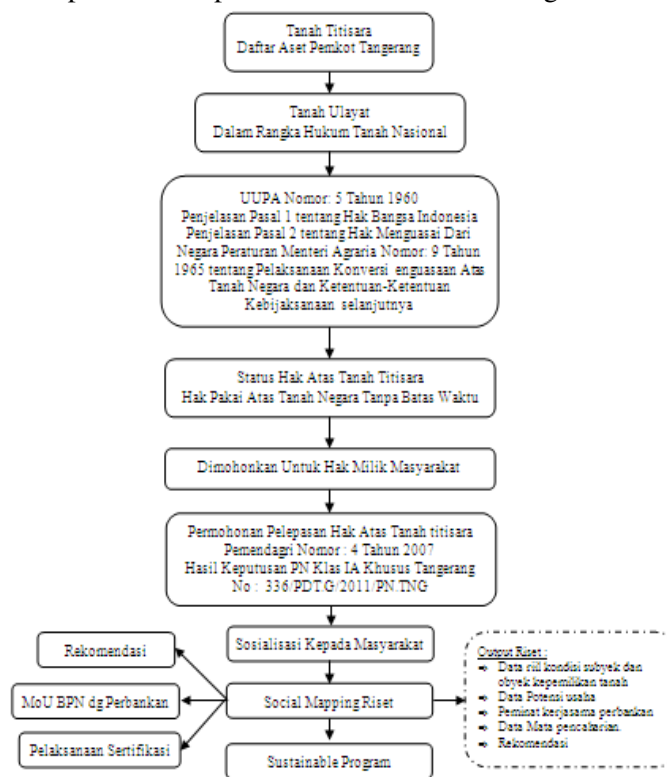 Tanah Titisara
Daftar Aset Pemkot Tangerang
Tanah Ulayat
Dalam Rangka Hukum Tanah Nasional
UUPA Nomor: 5 Tahun 1960
Penjelasan Pasal 1 tentang Hak Bangsa Indonesia
Penjelasan Pasal 2 tentang Hak Menguasai Dari
Negara Peraturan Menteri Agraria Nomor: 9 Tahun
1965 tentang Pelaksanaan Konversi enguasaan Atas
Tanah Negara dan Ketentuan-Ketentuan
Kebijaksanaan selanjutnya
Status Hak Atas Tanah Titisara
Hak Pakai Atas Tanah Negara Tanpa Batas Waktu
Dimohonkan Untuk Hak Milik Masyarakat
Permohonan Pelepasan Hak Atas Tanah titisara
Pemendagri Nomor : 4 Tahun 2007
Hasil Keputusan PN Klas IA Khusus Tangerang
No : 336/PDT.G/2011/PN.TNG
Sosialisasi Kepada Masyarakat
Rekomendasi
MoU BPN dg Perbankan
Social Mapping Riset
Pelaksanaan Sertifikasi
Sustainable Program
Output Riset :
⇒ Data riil kondisi subyek dan
obyek kepemilikan tanah
⇒ Data Potensi usaha
⇒ Peminat kerjasama perbankan
⇒ Data Mata pencaharian.
⇒ Rekomendasi